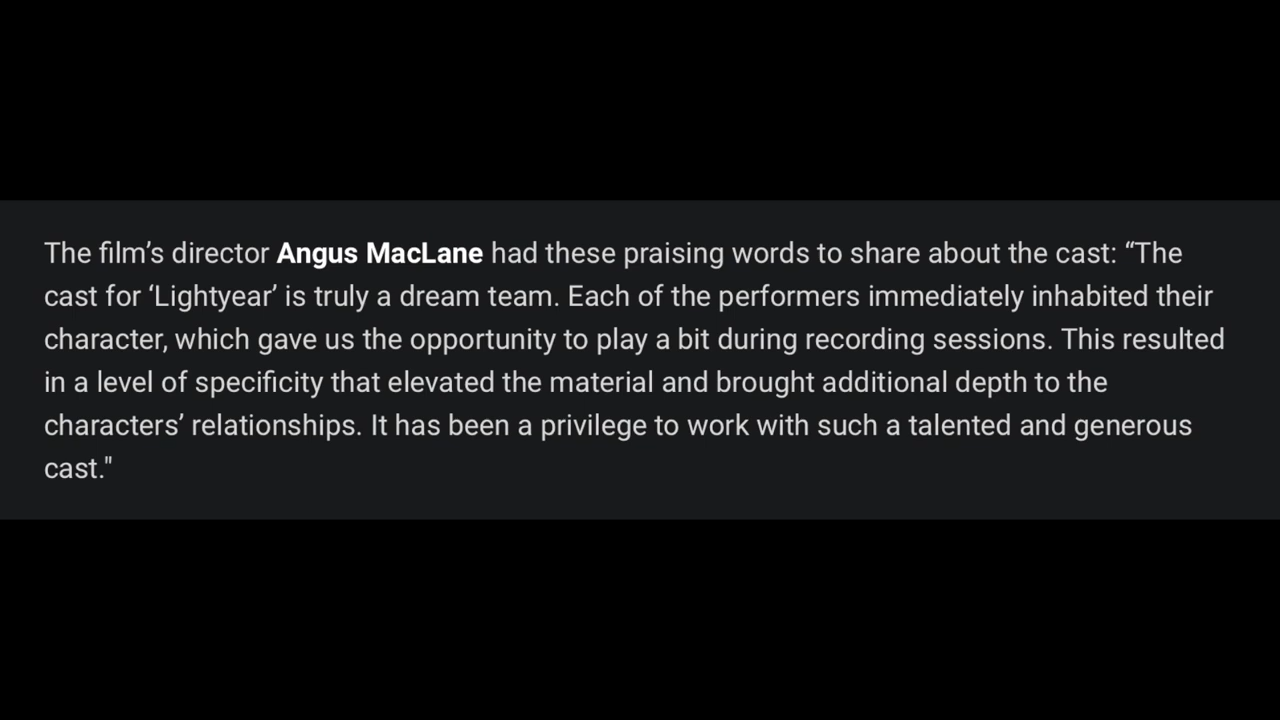 The film’s director Angus MacLane had these praising words to share about the cast: “The
cast for ‘Lightyear’ is truly a dream team. Each of the performers immediately inhabited their
character, which gave us the opportunity to play a bit during recording sessions. This resulted
in a level of specificity that elevated the material and brought additional depth to the
characters’ relationships. It has been a privilege to work with such a talented and generous
cast."